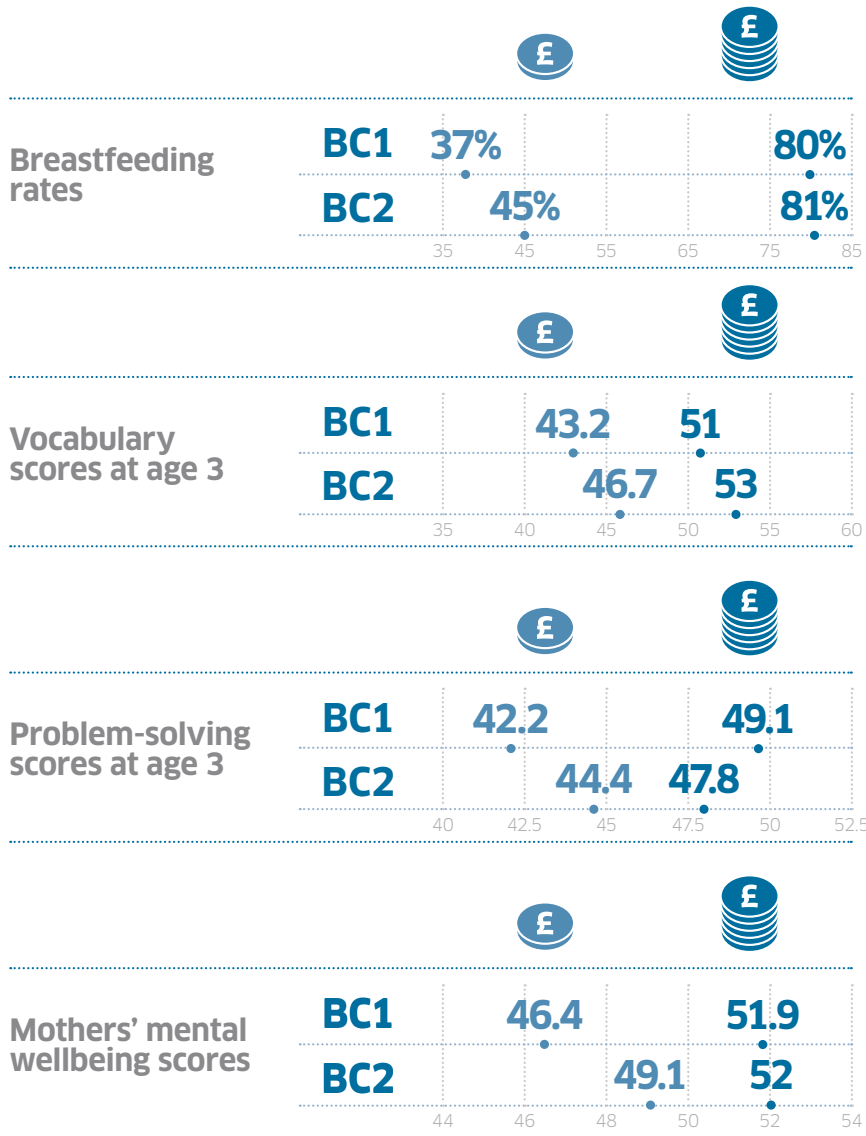 £ £
Breastfeeding
rates
BC1 37% 80%
BC2 45% 81%
35 45 55 65 75 85
£ £
Vocabulary
scores at age 3
BC1 43.2 51
BC2 46.7 53
35 40 45 50 55 60
£ £
Problem-solving
scores at age 3
BC1 42.2 49.1
BC2 44.4 47.8
40 42.5 45 47.5 50 52.5
£ £
Mothers’ mental
wellbeing scores
BC1 46.4 51.9
BC2 49.1 52
44 46 48 50 52 54